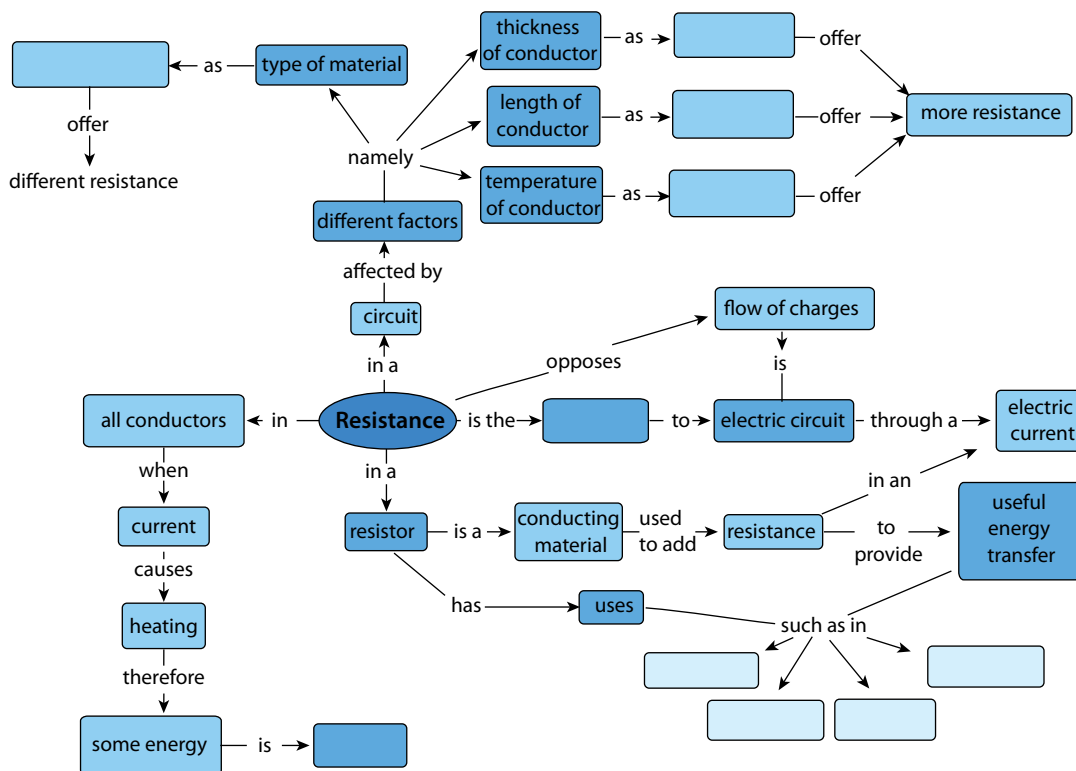 thickness
of conductor
as
offer
type of material
as
offer
different resistance
length of
conductor
as
offer
more resistance
namely
temperature
of conductor
as
offer
different factors
affected by
circuit
in a
flow of charges
opposes
is
all conductors
in
Resistance
is the
to
electric circuit
through a
electric
current
when
in a
in an
current
resistor
is a
conducting
material
used
to add
resistance
to
provide
useful
energy
transfer
causes
has
uses
heating
such as in
therefore
some energy
is